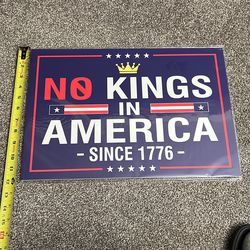 NO KINGS
IN
AMERICA
- SINCE 1776 -